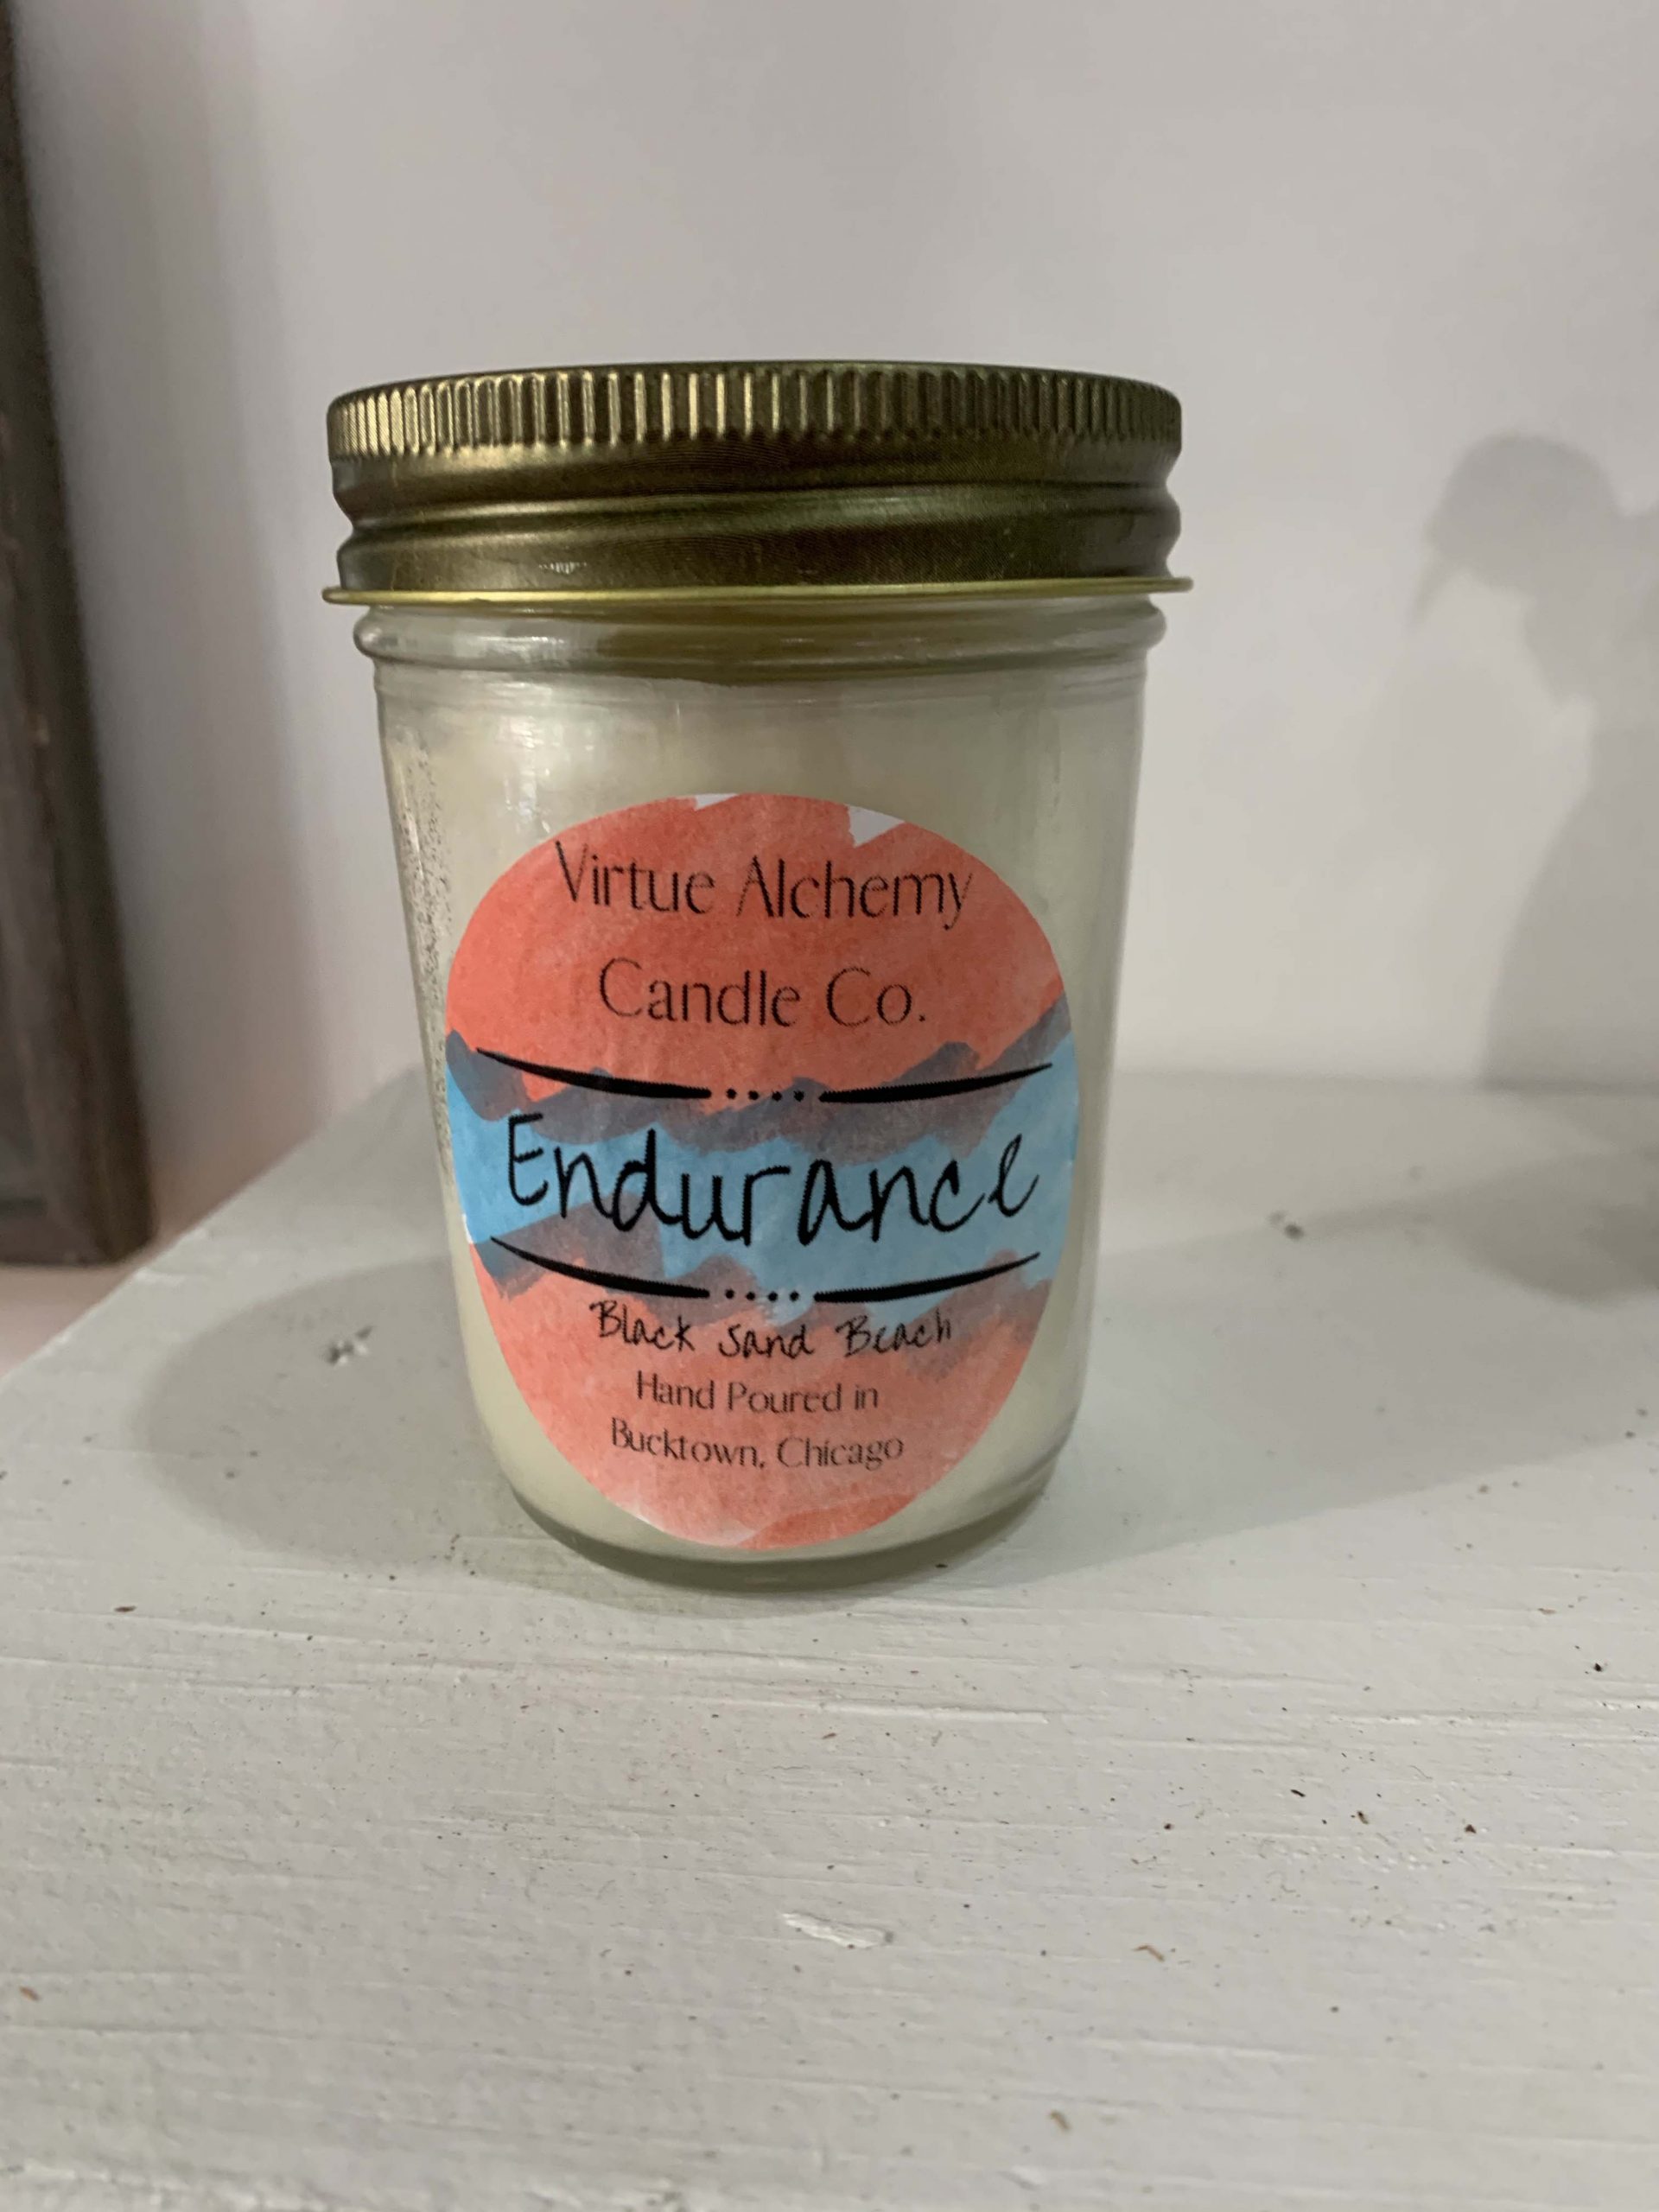 Virtue Alchemy
Candle Co.
Endurance
Black Sand Beach
Hand Poured in
Bucktown, Chicago